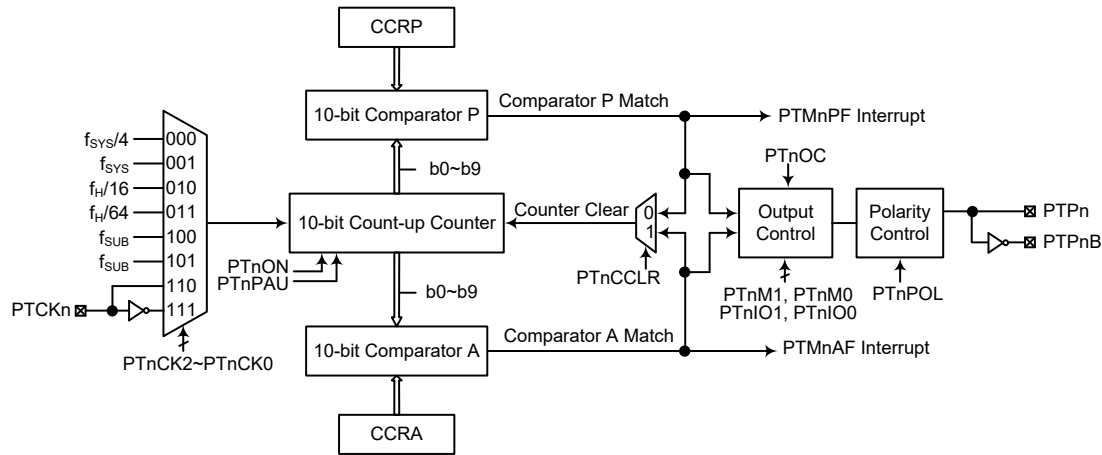 CCRP
10-bit Comparator P
Comparator P Match
PTMnPF Interrupt
b0~b9
fSYS/4
000
fSYS
001
fH/16
010
fH/64
011
fSUB
100
fSUB
101
110
111
PTCKn
PTnCK2~PTnCK0
10-bit Count-up Counter
PTnON
PTnPAU
Counter Clear
0
1
PTnCCLR
PTnOC
Output
Control
PTnM1, PTnM0
PTnIO1, PTnIO0
Polarity
Control
PTnPOL
PTPn
PTPnB
b0~b9
10-bit Comparator A
Comparator A Match
PTMnAF Interrupt
CCRA